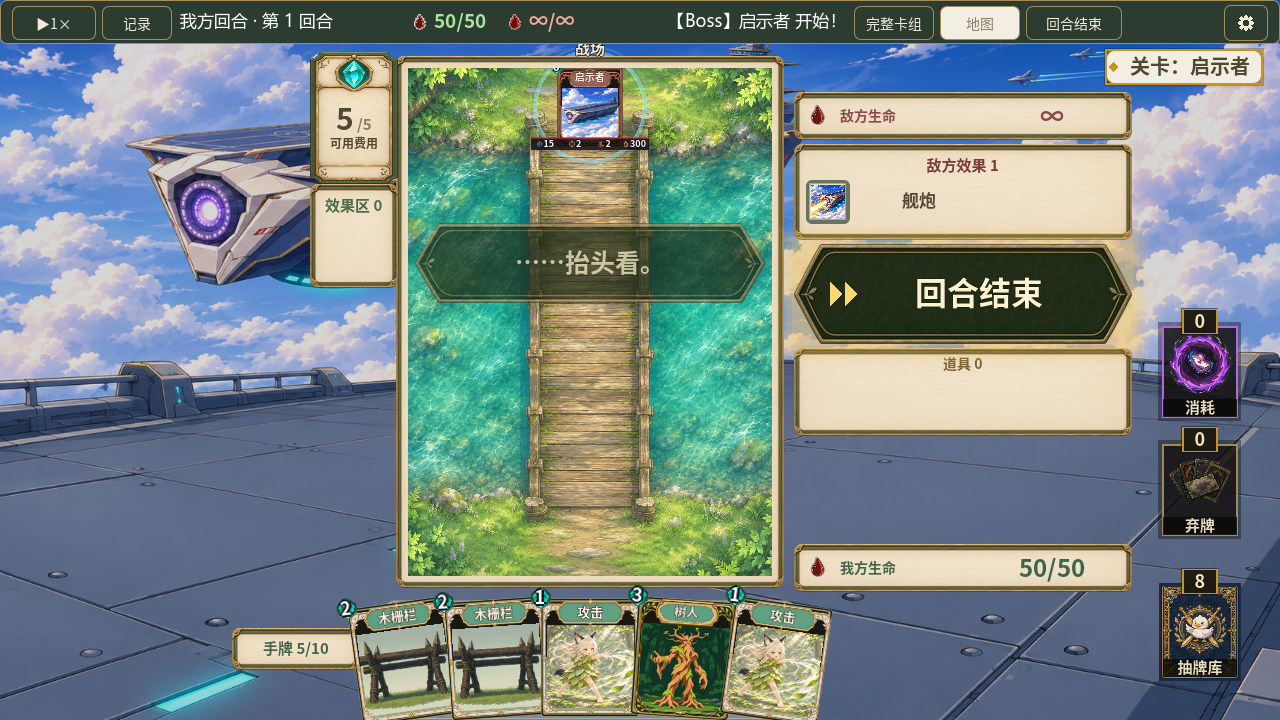 ▶1×
记录
我方回合 · 第 1 回合
50/50
∞/∞
【Boss】启示者 开始!
完整卡组
地图
回合结束
战场
关卡：启示者
5/5
可用费用
效果区 0
启示者
15 2 2 300
敌方生命 ∞
敌方效果 1
舰炮
……抬头看。
回合结束
道具 0
0
消耗
0
弃牌
我方生命 50/50
8
抽牌库
手牌 5/10
2 木栅栏
2 木栅栏
1 攻击
3 树人
1 攻击